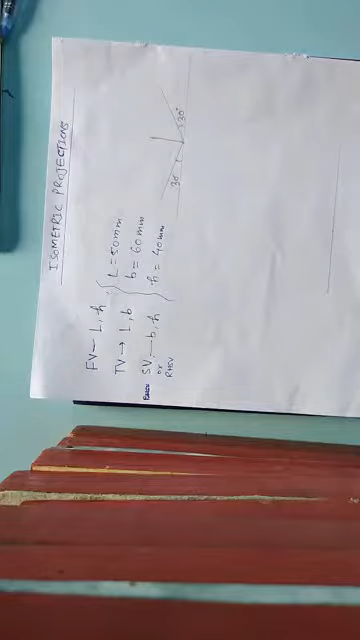 ISOMETRIC PROJECTIONS
FV - L, h
TV → L, b
SV - b, h
or
RHSV
L = 50mm
b = 60mm
h = 40mm
30°
30°